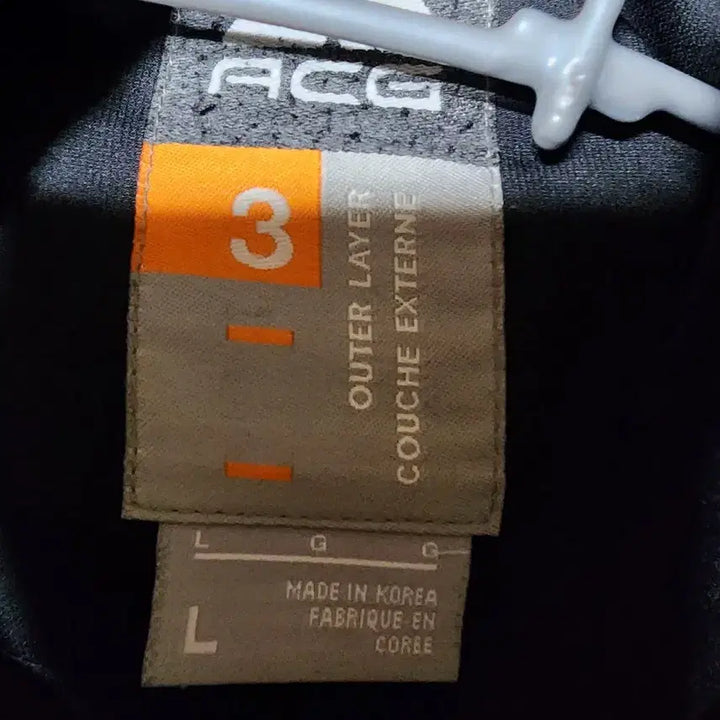 ACG
3
OUTER LAYER
COUCHE EXTERNE
L G G
L
MADE IN KOREA
FABRIQUE EN
COREE